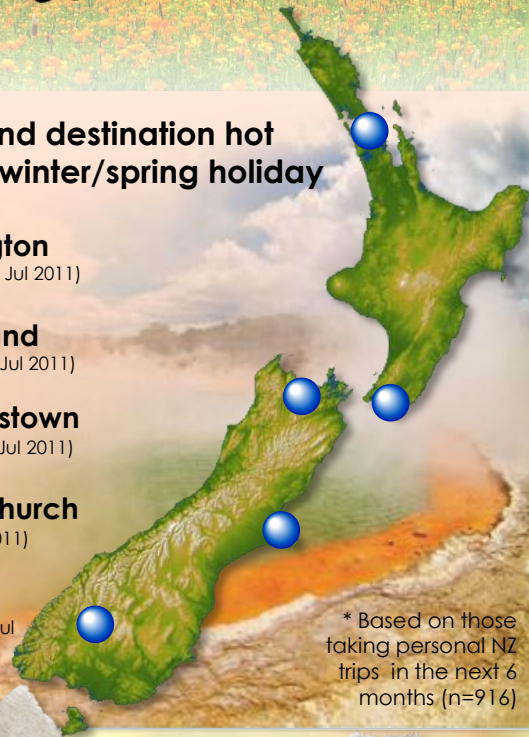 nd destination hot
winter/spring holiday
gton
Jul 2011)
nd
Jul 2011)
stown
Jul 2011)
hurch
011)
ul
* Based on those
taking personal NZ
trips in the next 6
months (n=916)